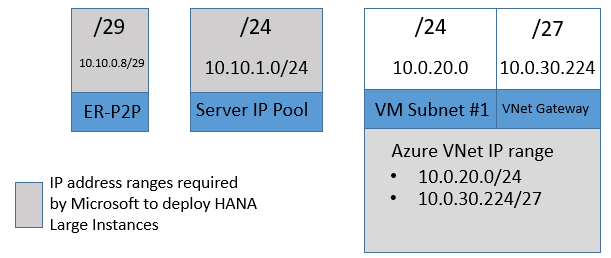 /29
10.10.0.8/29
ER-P2P
/24
10.10.1.0/24
Server IP Pool
/24
10.0.20.0
VM Subnet #1
/27
10.0.30.224
VNet Gateway
Azure VNet IP range
• 10.0.20.0/24
• 10.0.30.224/27
IP address ranges required
by Microsoft to deploy HANA
Large Instances